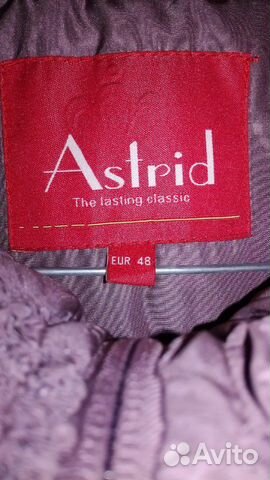 Astrid
The lasting classic
EUR 48
Avito